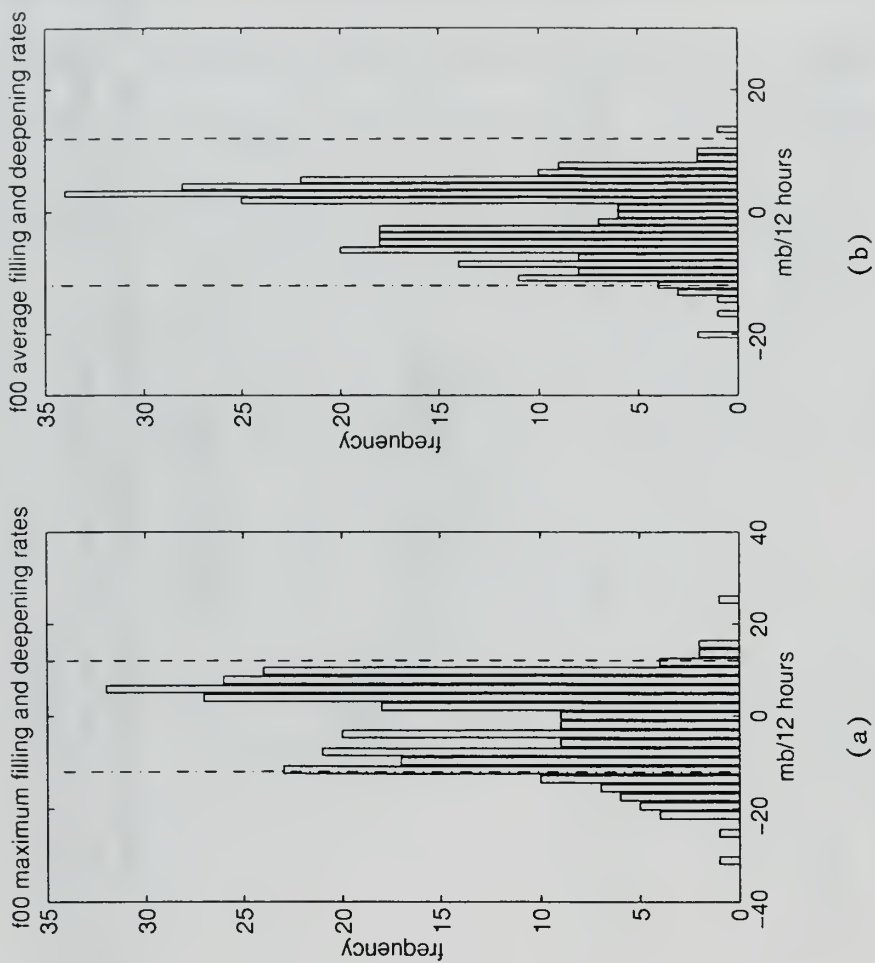 f00 maximum filling and deepening rates
35
30
25
20
15
10
5
0
frequency
-40 -20 0 20 40
mb/12 hours
(a)
f00 average filling and deepening rates
35
30
25
20
15
10
5
0
frequency
-20 0 20
mb/12 hours
(b)